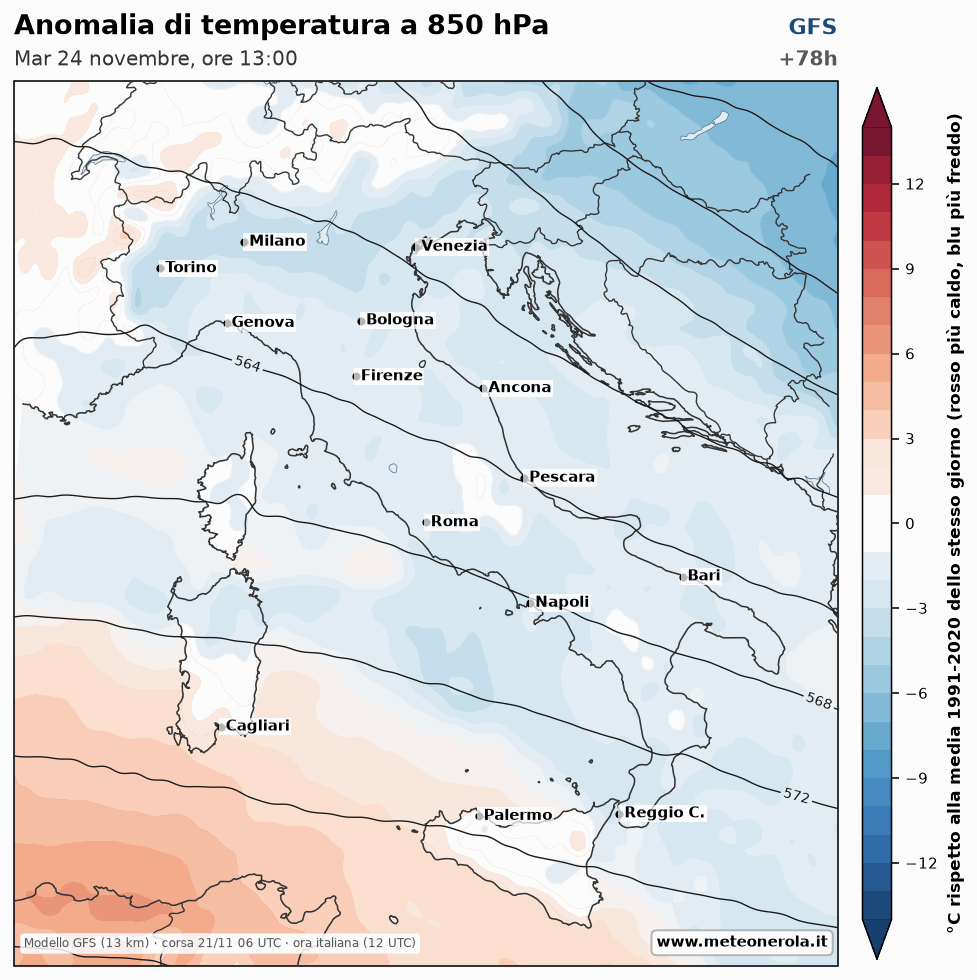 Anomalia di temperatura a 850 hPa
GFS
Mar 24 novembre, ore 13:00
+78h
Milano
Venezia
Torino
Genova
Bologna
564
Firenze
Ancona
Pescara
Roma
Bari
Napoli
568
Cagliari
572
Palermo
Reggio C.
Modello GFS (13 km) · corsa 21/11 06 UTC · ora italiana (12 UTC)
www.meteonerola.it
12
9
6
3
0
−3
−6
−9
−12
°C rispetto alla media 1991-2020 dello stesso giorno (rosso più caldo, blu più freddo)